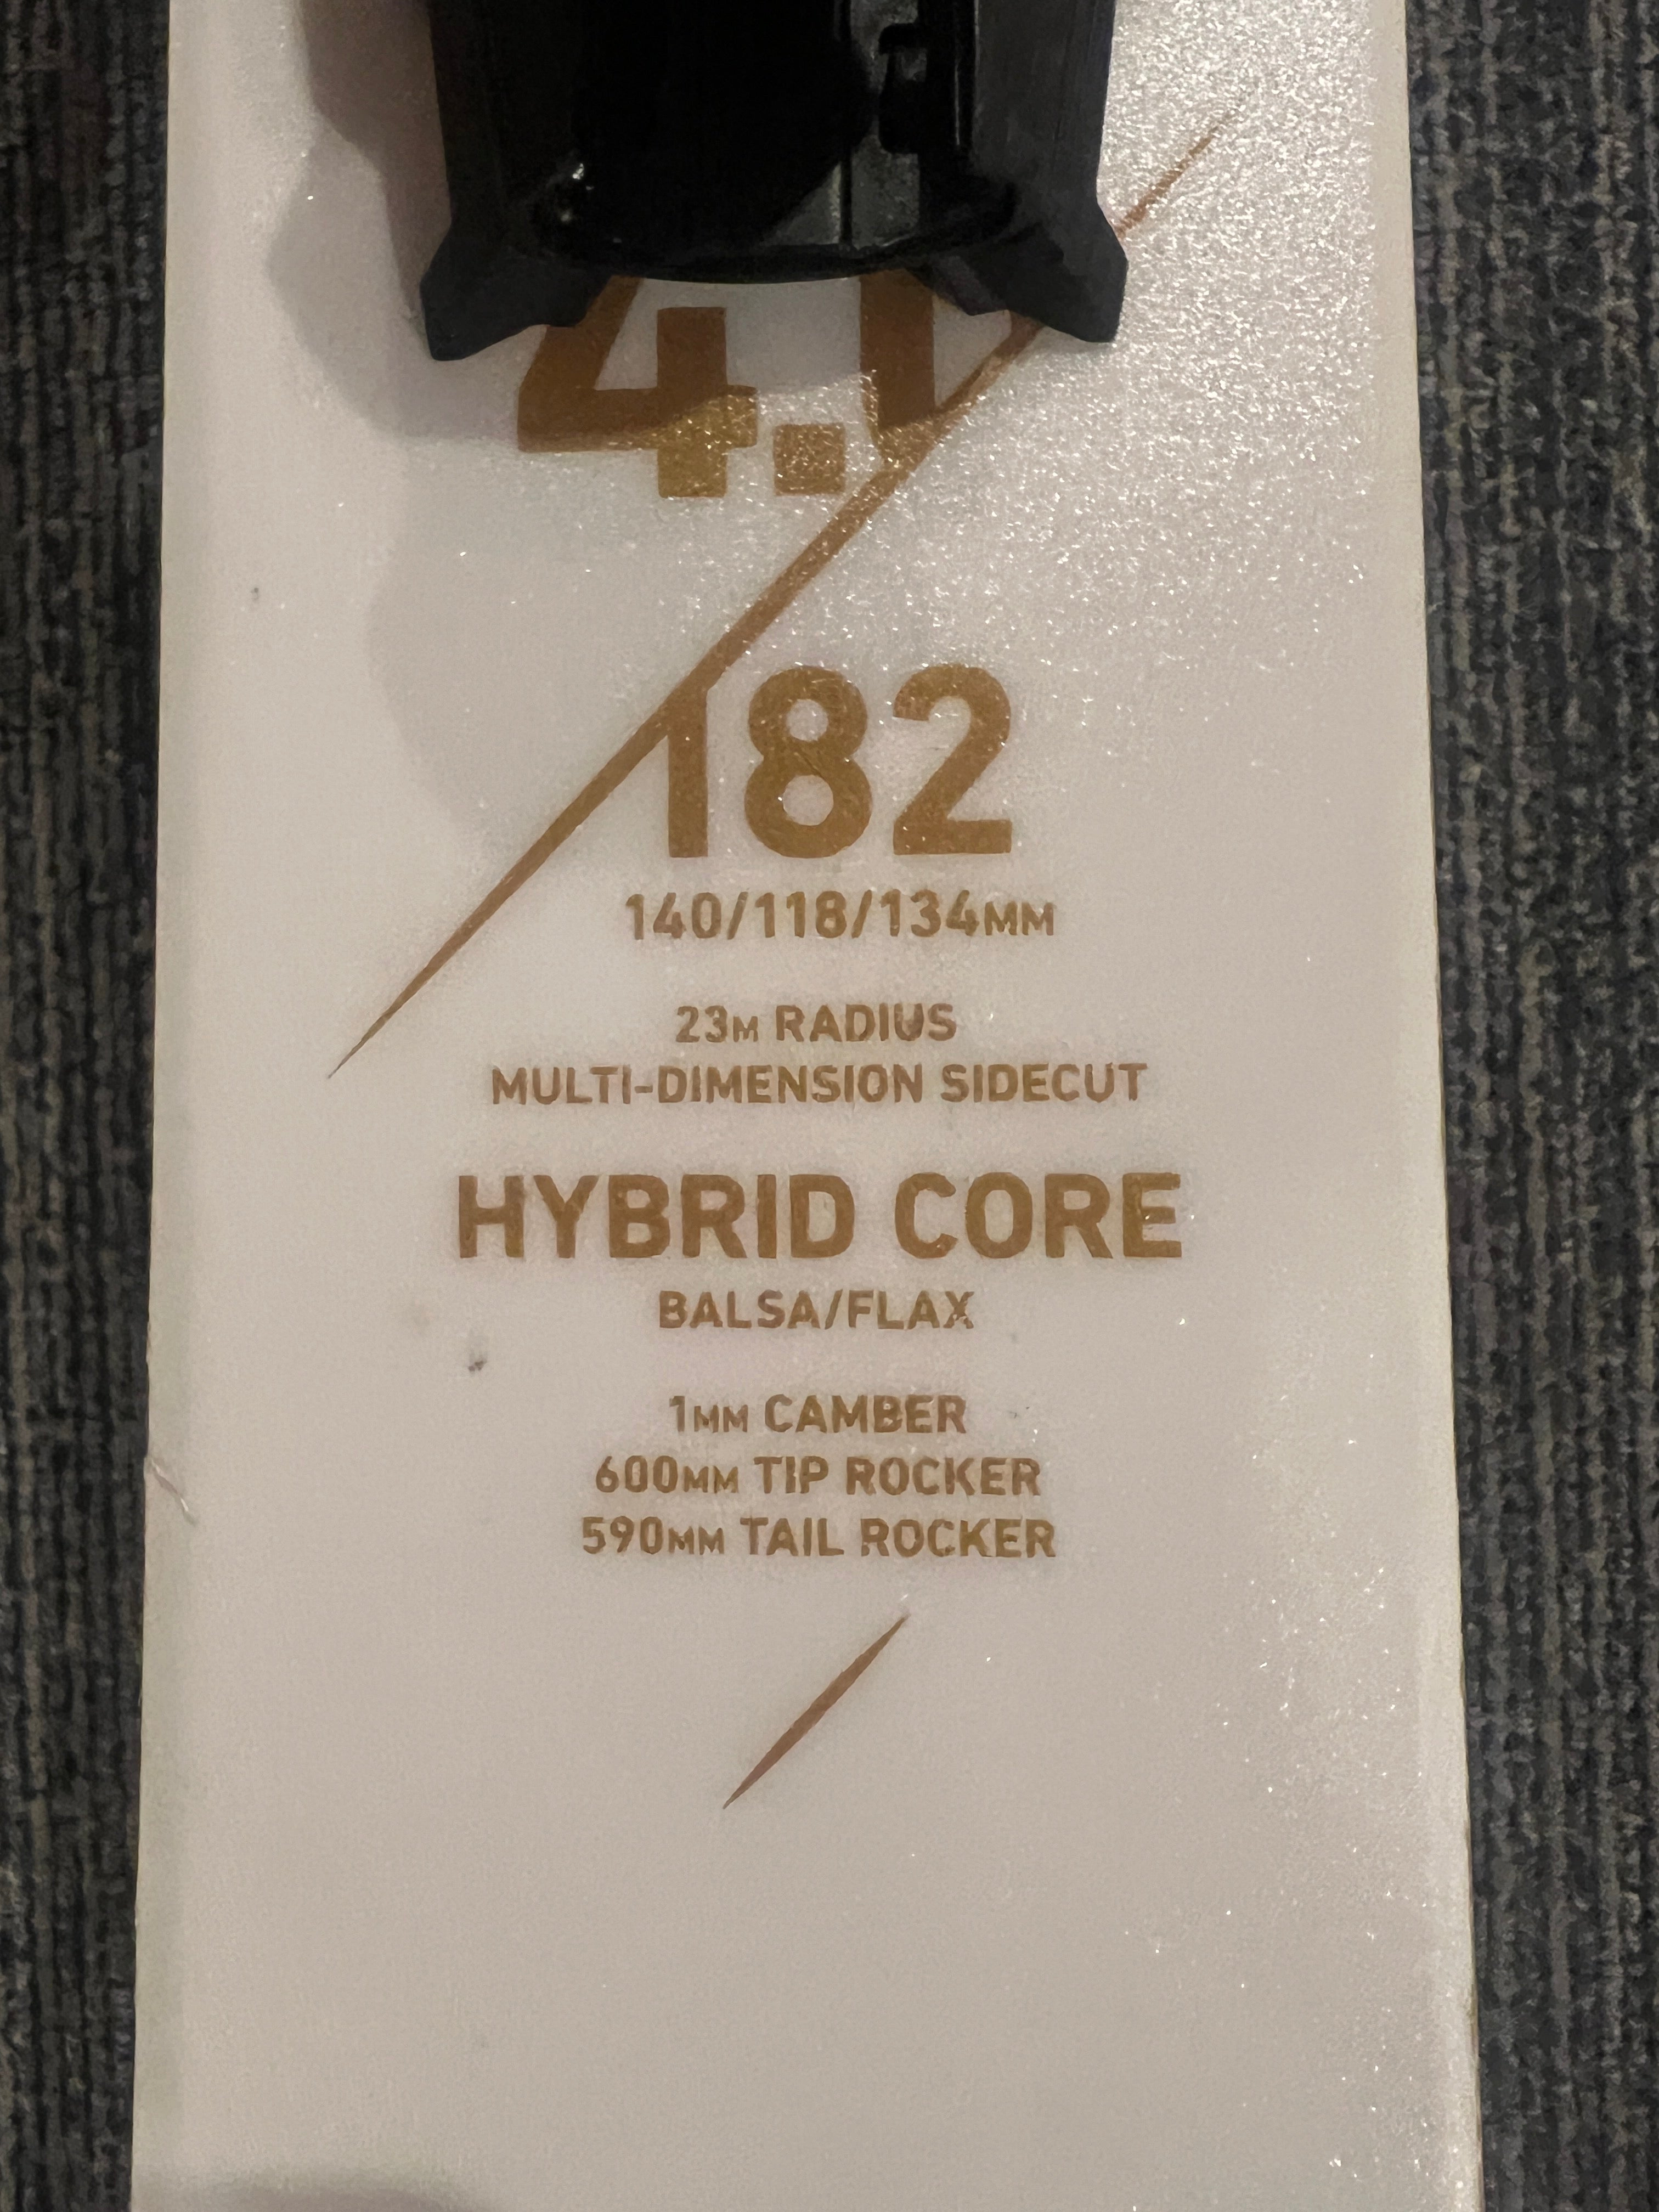 4.
182
140/118/134MM
23M RADIUS
MULTI-DIMENSION SIDECUT
HYBRID CORE
BALSA/FLAX
1MM CAMBER
600MM TIP ROCKER
590MM TAIL ROCKER